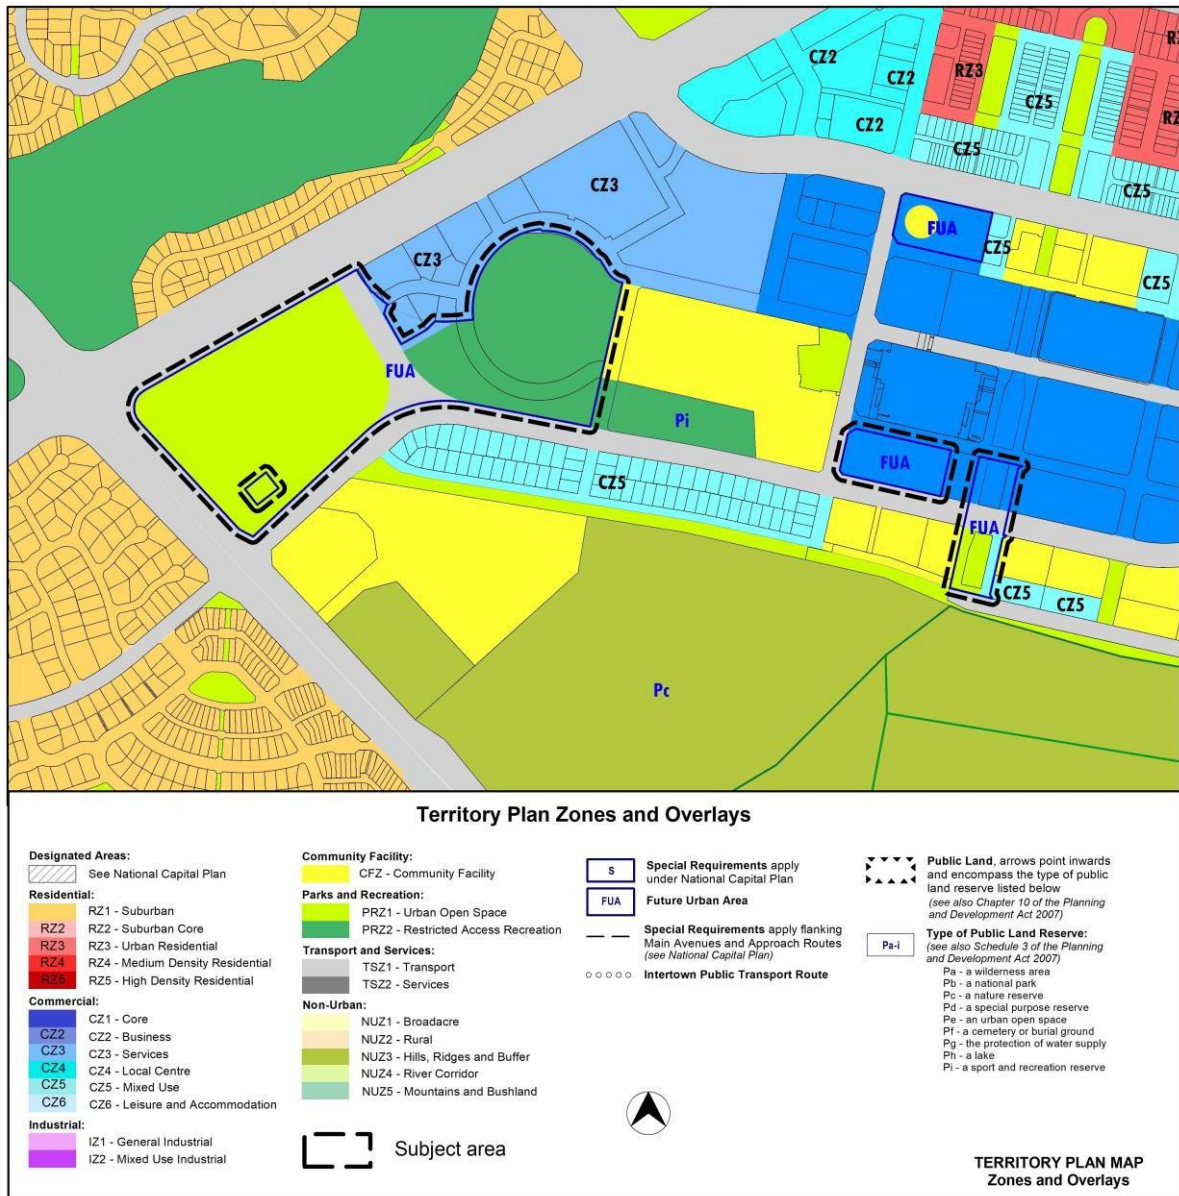 CZ2
CZ2
CZ2
RZ3
RZ
RZ
CZ5
CZ5
CZ5
CZ3
CZ3
FUA
CZ5
CZ5
FUA
Pi
CZ5
FUA
FUA
CZ5
CZ5
Pc
Territory Plan Zones and Overlays
Designated Areas:
See National Capital Plan
Residential:
RZ1 - Suburban
RZ2 RZ2 - Suburban Core
RZ3 RZ3 - Urban Residential
RZ4 RZ4 - Medium Density Residential
RZ5 RZ5 - High Density Residential
Commercial:
CZ1 - Core
CZ2 CZ2 - Business
CZ3 CZ3 - Services
CZ4 CZ4 - Local Centre
CZ5 CZ5 - Mixed Use
CZ6 CZ6 - Leisure and Accommodation
Industrial:
IZ1 - General Industrial
IZ2 - Mixed Use Industrial
Community Facility:
CFZ - Community Facility
Parks and Recreation:
PRZ1 - Urban Open Space
PRZ2 - Restricted Access Recreation
Transport and Services:
TSZ1 - Transport
TSZ2 - Services
Non-Urban:
NUZ1 - Broadacre
NUZ2 - Rural
NUZ3 - Hills, Ridges and Buffer
NUZ4 - River Corridor
NUZ5 - Mountains and Bushland
Subject area
S Special Requirements apply
under National Capital Plan
FUA Future Urban Area
Special Requirements apply flanking
Main Avenues and Approach Routes
(see National Capital Plan)
Intertown Public Transport Route
Public Land, arrows point inwards
and encompass the type of public
land reserve listed below
(see also Chapter 10 of the Planning
and Development Act 2007)
Pa-i Type of Public Land Reserve:
(see also Schedule 3 of the Planning
and Development Act 2007)
Pa - a wilderness area
Pb - a national park
Pc - a nature reserve
Pd - a special purpose reserve
Pe - an urban open space
Pf - a cemetery or burial ground
Pg - the protection of water supply
Ph - a lake
Pi - a sport and recreation reserve
TERRITORY PLAN MAP
Zones and Overlays